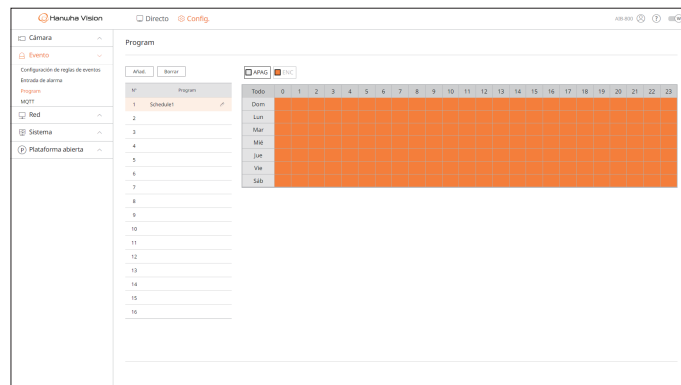 Hanwha Vision
Directo
Config.
AIB-800
Cámara
Evento
Configuración de reglas de eventos
Entrada de alarma
Program
MQTT
Red
Sistema
Plataforma abierta
Program
Añad.
Borrar
Nº Program
1 Schedule1
2
3
4
5
6
7
8
9
10
11
12
13
14
15
16
APAG
ENC
Todo 0 1 2 3 4 5 6 7 8 9 10 11 12 13 14 15 16 17 18 19 20 21 22 23
Dom
Lun
Mar
Mié
Jue
Vie
Sáb